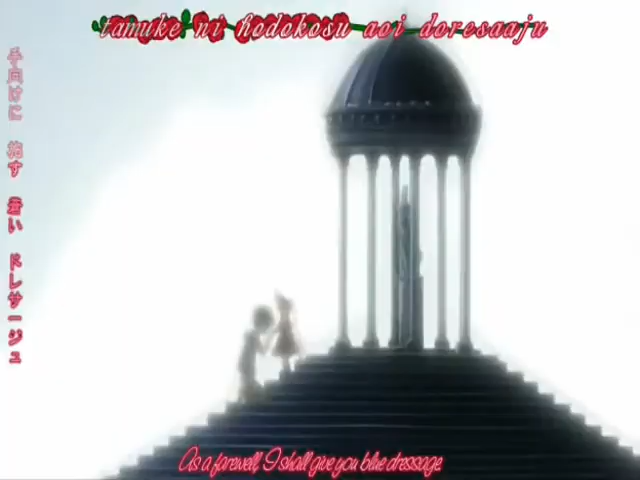 tamuke ni hodokosu aoi doresaaju
手向けに 施す 蒼い ドレサージュ
As a farewell, I shall give you blue dressage.